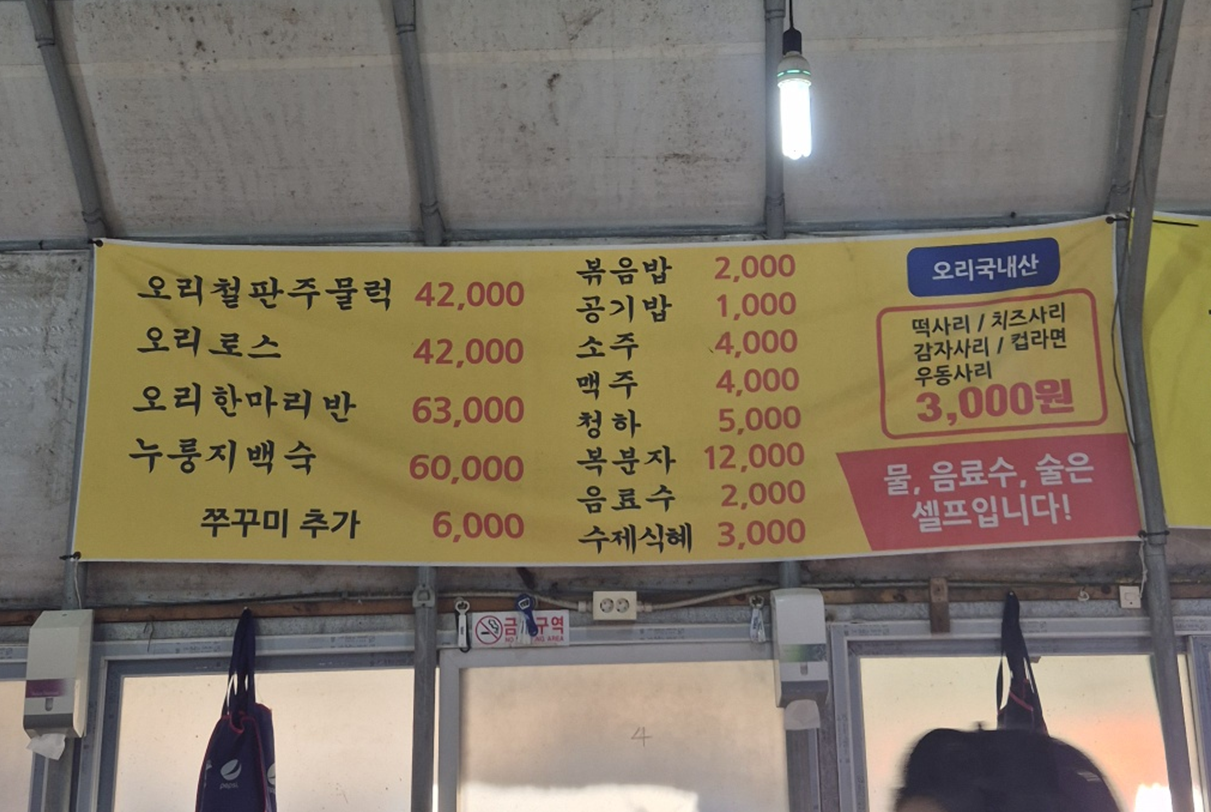 오리철판주물럭 42,000
오리로스 42,000
오리한마리반 63,000
누룽지백숙 60,000
쭈꾸미 추가 6,000
볶음밥 2,000
공기밥 1,000
소주 4,000
맥주 4,000
청하 5,000
복분자 12,000
음료수 2,000
수제식혜 3,000
오리국내산
떡사리 / 치즈사리
감자사리 / 컵라면
우동사리
3,000원
물, 음료수, 술은
셀프입니다!
금 구역
AREA
4
pepsi